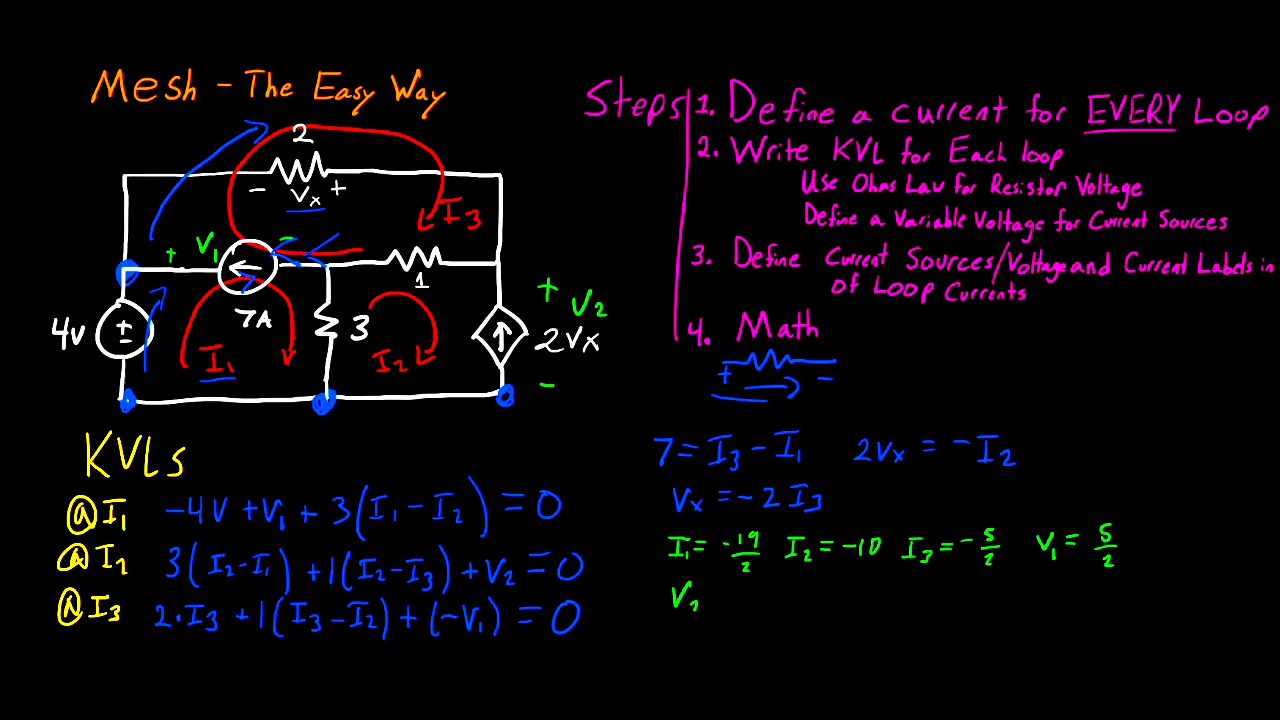 Mesh - The Easy Way
Steps
1. Define a current for EVERY Loop
2. Write KVL for Each loop
Use Ohms Law for Resistor Voltage
Define a Variable Voltage for Current Sources
3. Define Current Sources/Voltage and Current Labels in
of Loop Currents
4. Math
2
- Vx +
I3
+ V1 -
1
7A
4V
+
-
3
I1
I2
+ V2 -
2Vx
+ -
KVLs
@ I1 -4V + V1 + 3(I1 - I2) = 0
@ I2 3(I2 - I1) + 1(I2 - I3) + V2 = 0
@ I3 2·I3 + 1(I3 - I2) + (-V1) = 0
7 = I3 - I1 2Vx = -I2
Vx = -2 I3
I1 = -19/2 I2 = -10 I3 = -5/2 V1 = 5/2
V2